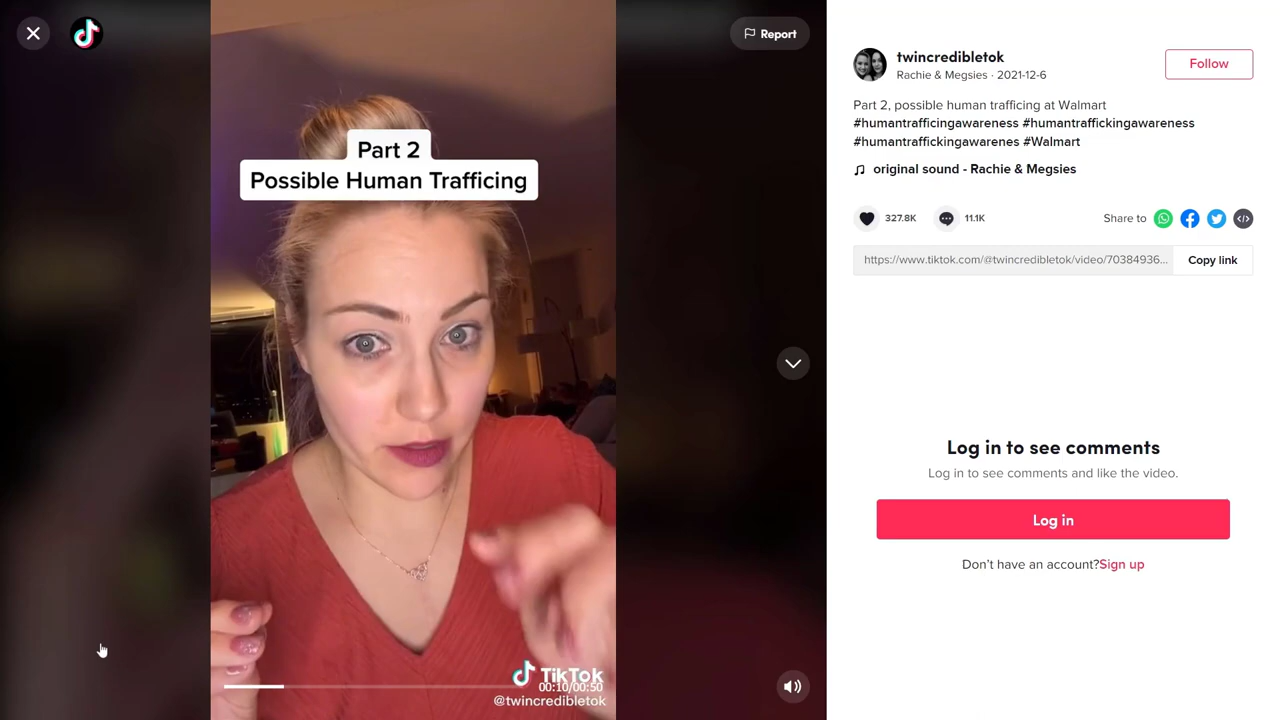 Report
Part 2
Possible Human Trafficing
TikTok
00:10/00:50
@twincredibletok
twincredibletok
Rachie & Megsies · 2021-12-6
Follow
Part 2, possible human trafficing at Walmart
#humantrafficingawareness #humantraffickingawareness
#humantraffickingawarenes #Walmart
original sound - Rachie & Megsies
327.8K
11.1K
Share to
https://www.tiktok.com/@twincredibletok/video/70384936...
Copy link
Log in to see comments
Log in to see comments and like the video.
Log in
Don't have an account?Sign up